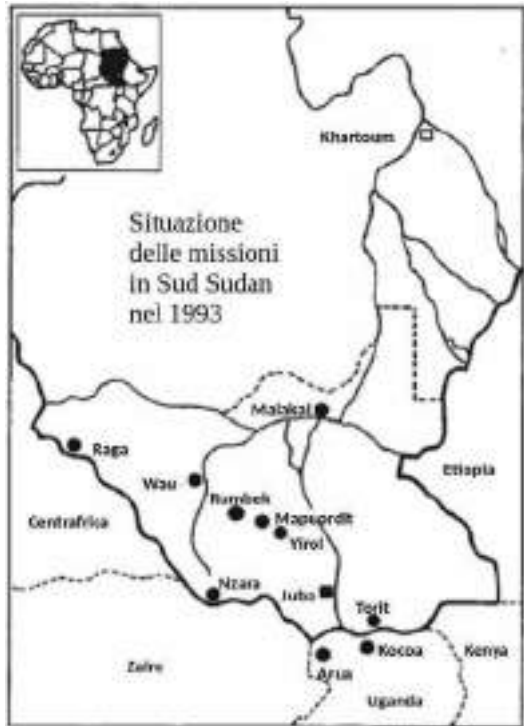 Khartoum
Situazione
delle missioni
in Sud Sudan
nel 1993
Malakal
Raga
Wau
Etiopia
Rumbek
Mapuordit
Yirol
Centrafrica
Nzara
Juba
Torit
Kocoa
Kenya
Arua
Zaire
Uganda